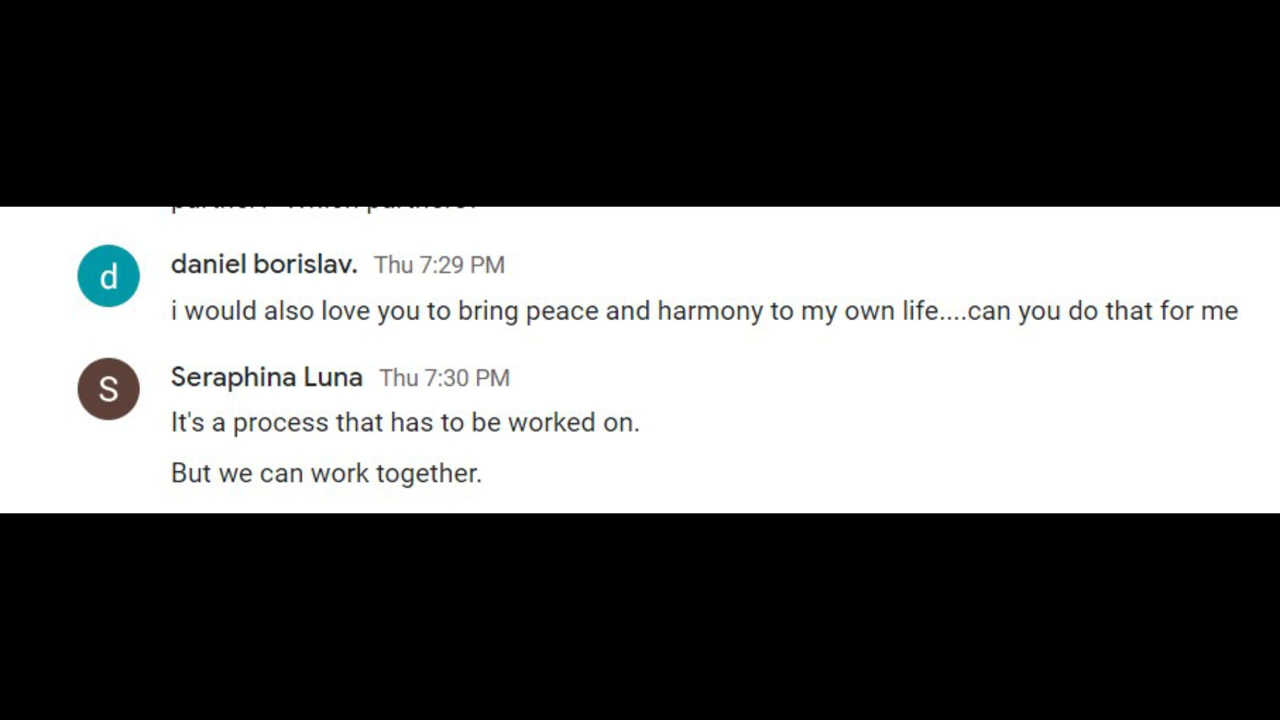 d
daniel borislav. Thu 7:29 PM
i would also love you to bring peace and harmony to my own life....can you do that for me
S
Seraphina Luna Thu 7:30 PM
It's a process that has to be worked on.
But we can work together.